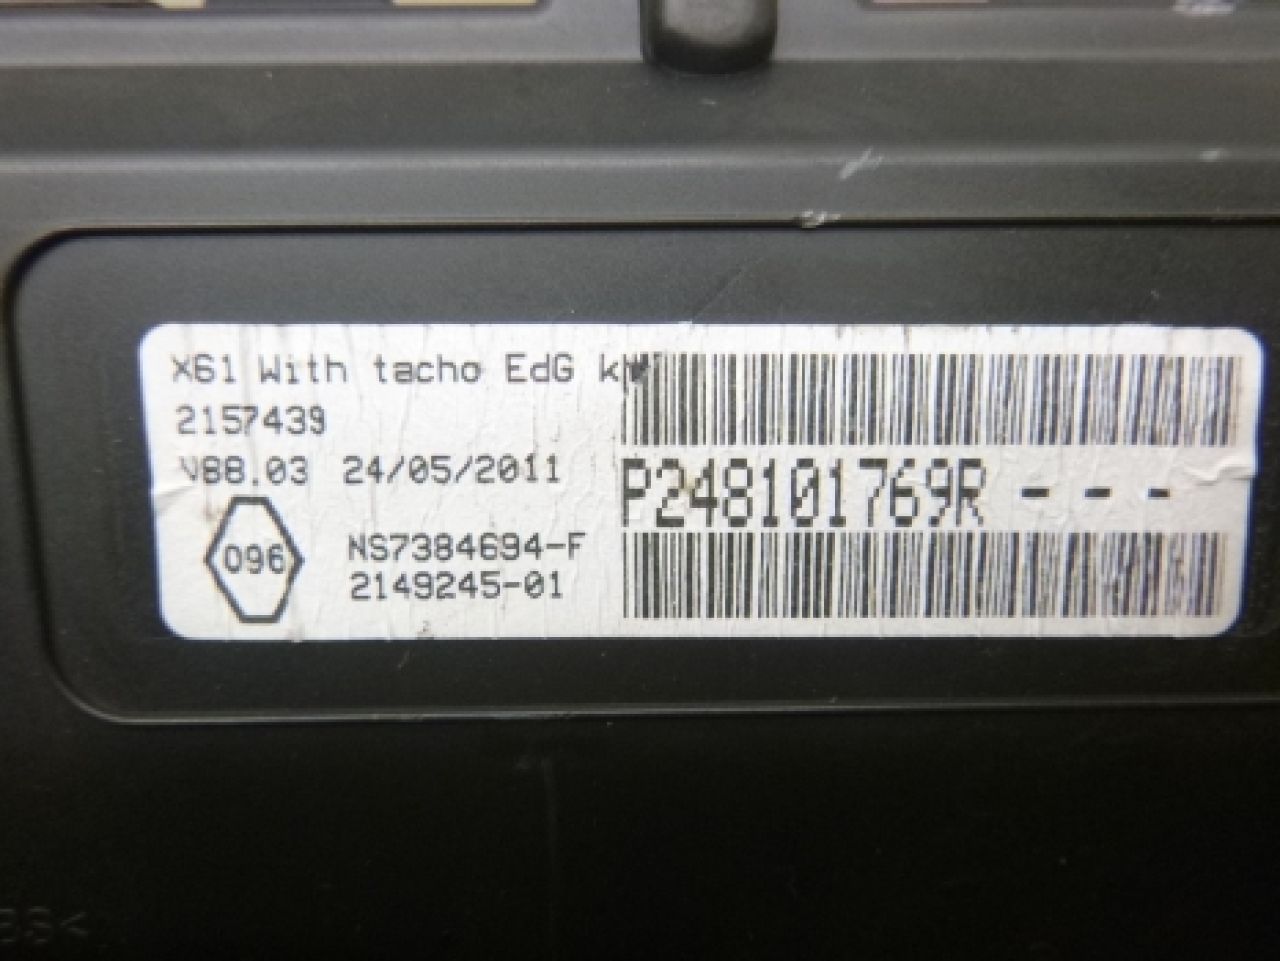 X61 With tacho EdG
2157439
V88.03 24/05/2011
P248101769R - - -
096
NS7384694-F
2149245-01